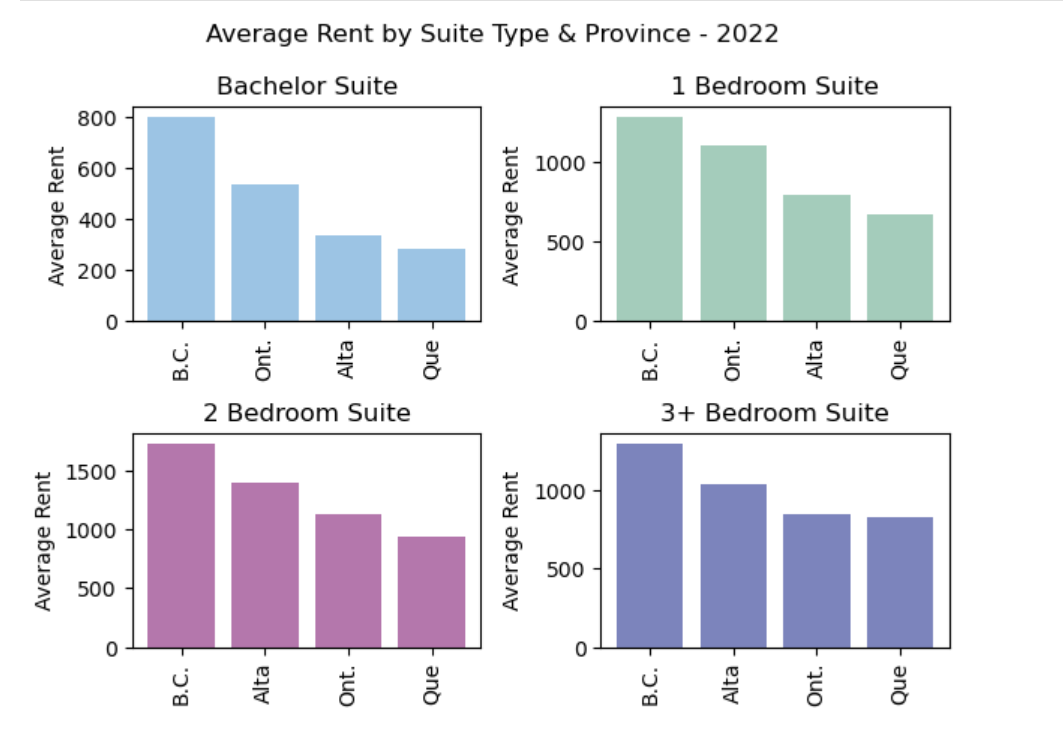 Average Rent by Suite Type & Province - 2022
Bachelor Suite
Average Rent
800
600
400
200
0
B.C.
Ont.
Alta
Que
1 Bedroom Suite
Average Rent
1000
500
0
B.C.
Ont.
Alta
Que
2 Bedroom Suite
Average Rent
1500
1000
500
0
B.C.
Alta
Ont.
Que
3+ Bedroom Suite
Average Rent
1000
500
0
B.C.
Alta
Ont.
Que